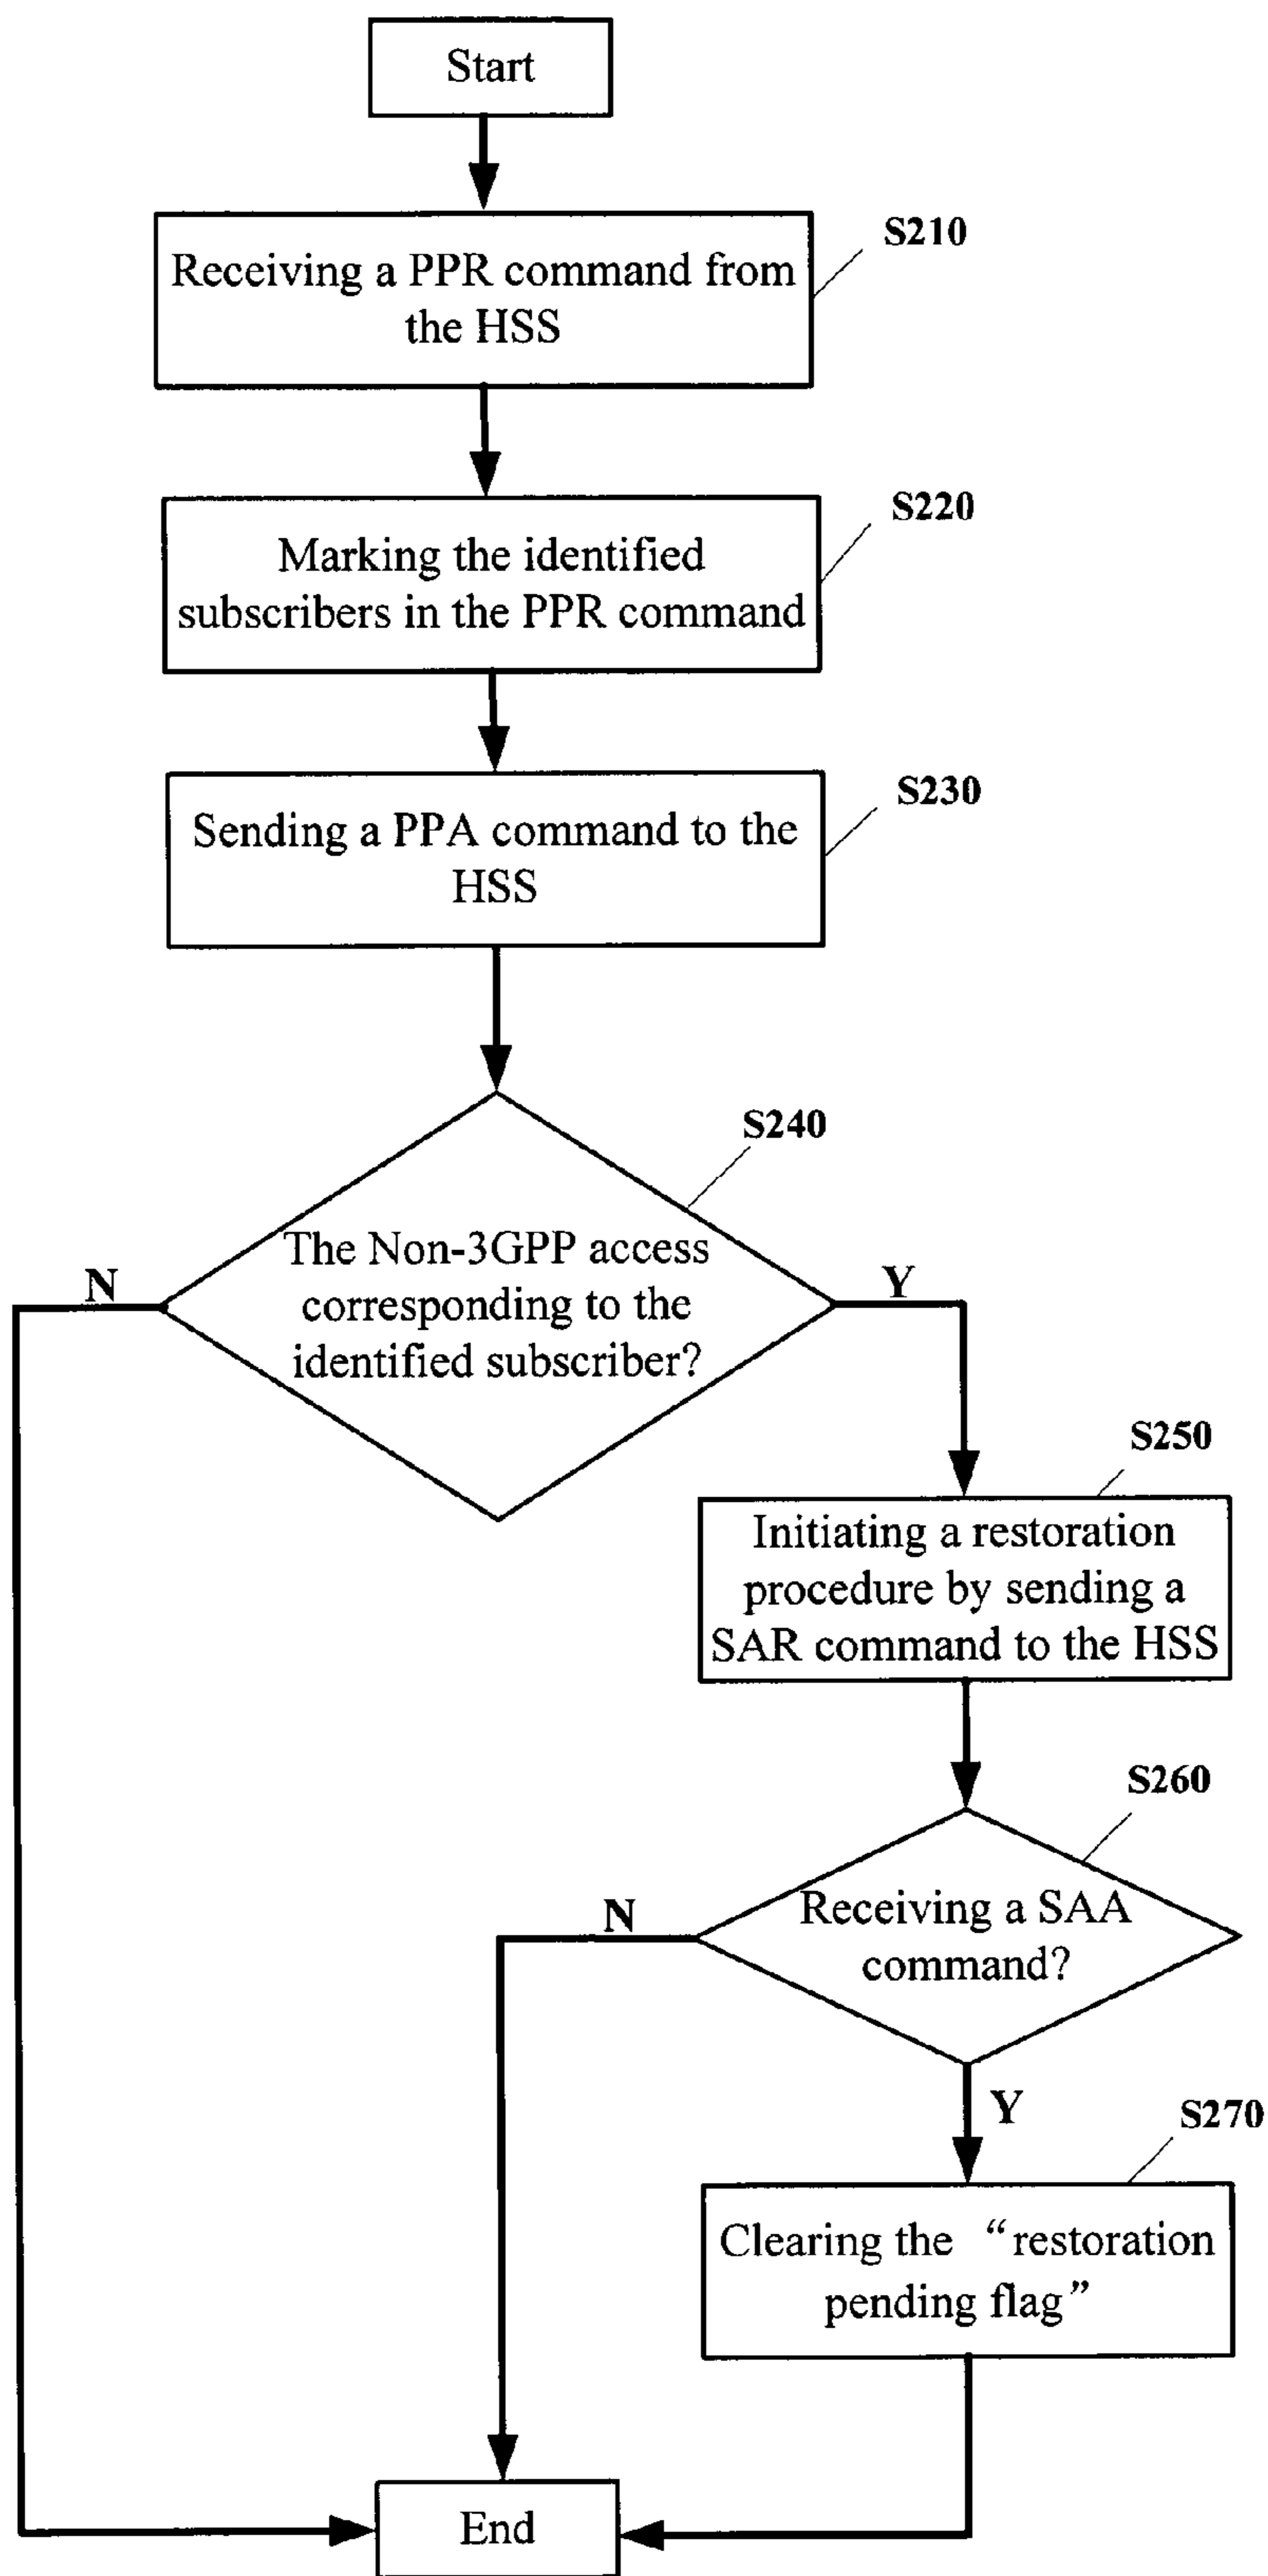 Start
S210
Receiving a PPR command from
the HSS
S220
Marking the identified
subscribers in the PPR command
S230
Sending a PPA command to the
HSS
S240
The Non-3GPP access
corresponding to the
identified subscriber?
N
Y
S250
Initiating a restoration
procedure by sending a
SAR command to the HSS
S260
Receiving a SAA
command?
N
Y
S270
Clearing the “restoration
pending flag”
End